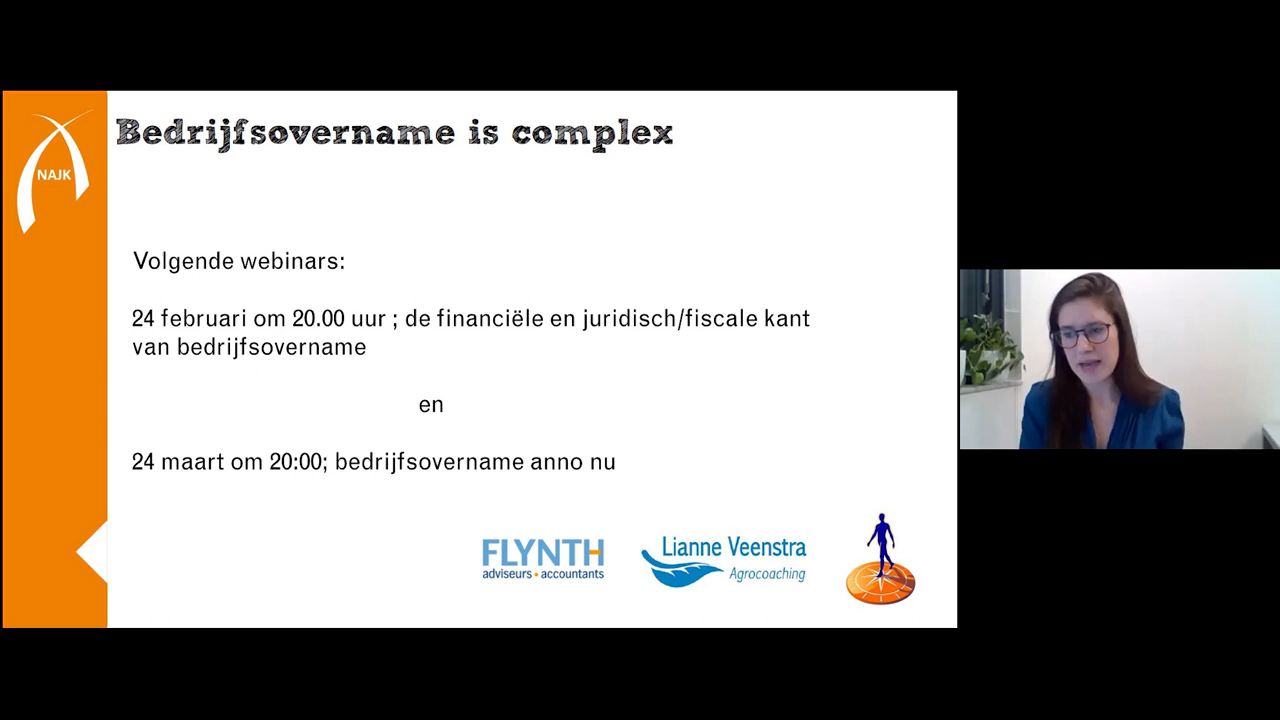 Bedrijfsovername is complex
NAJK
Volgende webinars:
24 februari om 20.00 uur ; de financiële en juridisch/fiscale kant
van bedrijfsovername
en
24 maart om 20:00; bedrijfsovername anno nu
FLYNTH
adviseurs • accountants
Lianne Veenstra
Agrocoaching